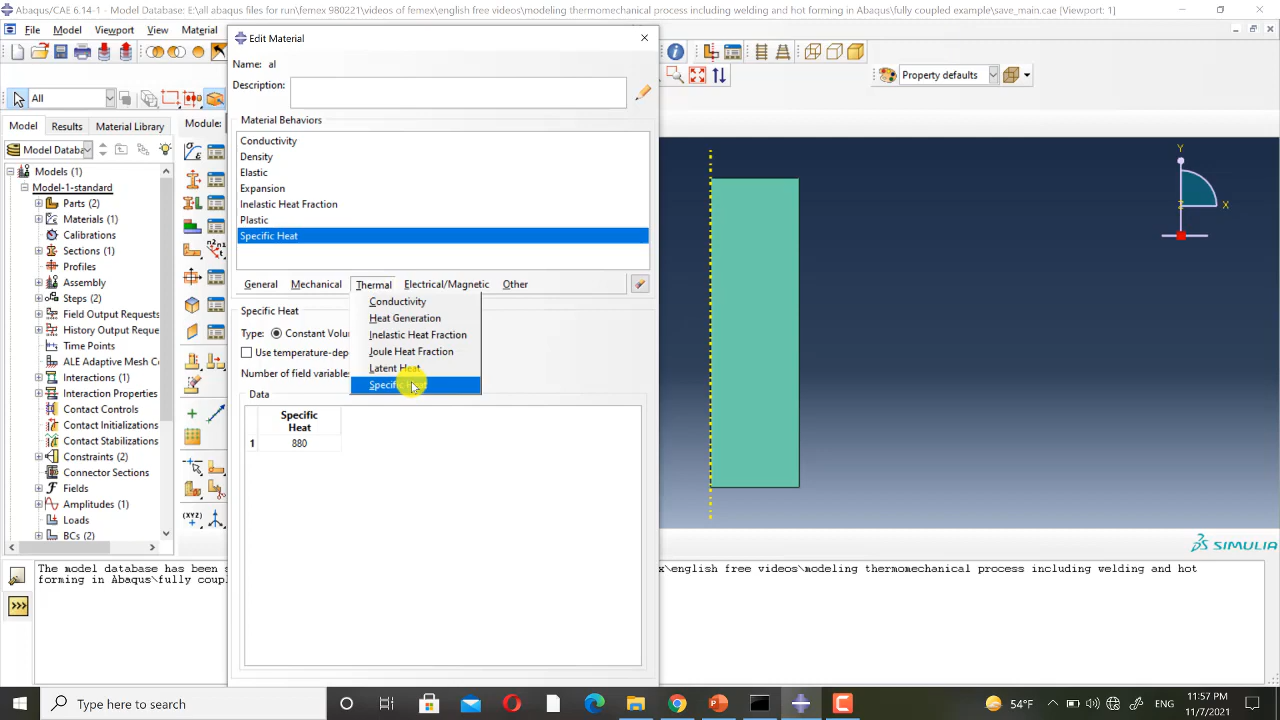 Abaqus/CAE 6.14-1 - Model Database: E:\all abaqus files for run\femex 980221\videos of femex\english free videos\modeling thermomechanical process including welding and hot forming in Abaqus\fully coupled example\save_main.cae [Viewport: 1]
File Model Viewport View Material
Edit Material
Name: al
Description:
All
Property defaults
Model Results Material Library
Module:
Material Behaviors
Conductivity
Density
Elastic
Expansion
Inelastic Heat Fraction
Plastic
Specific Heat
General Mechanical Thermal Electrical/Magnetic Other
Conductivity
Heat Generation
Inelastic Heat Fraction
Joule Heat Fraction
Latent Heat
Specific Heat
Specific Heat
Type: Constant Volu
Use temperature-dep
Number of field variables
Data
Specific
Heat
1 880
Model Databa
Models (1)
Model-1-standard
Parts (2)
Materials (1)
Calibrations
Sections (1)
Profiles
Assembly
Steps (2)
Field Output Requests
History Output Reque
Time Points
ALE Adaptive Mesh Co
Interactions (1)
Interaction Properties
Contact Controls
Contact Initializations
Contact Stabilizations
Constraints (2)
Connector Sections
Fields
Amplitudes (1)
Loads
BCs (2)
Y
Z X
SIMULIA
The model database has been s
x\english free videos\modeling thermomechanical process including welding and hot
forming in Abaqus\fully coupl
>>>
Type here to search
54°F
ENG
11:57 PM
11/7/2021